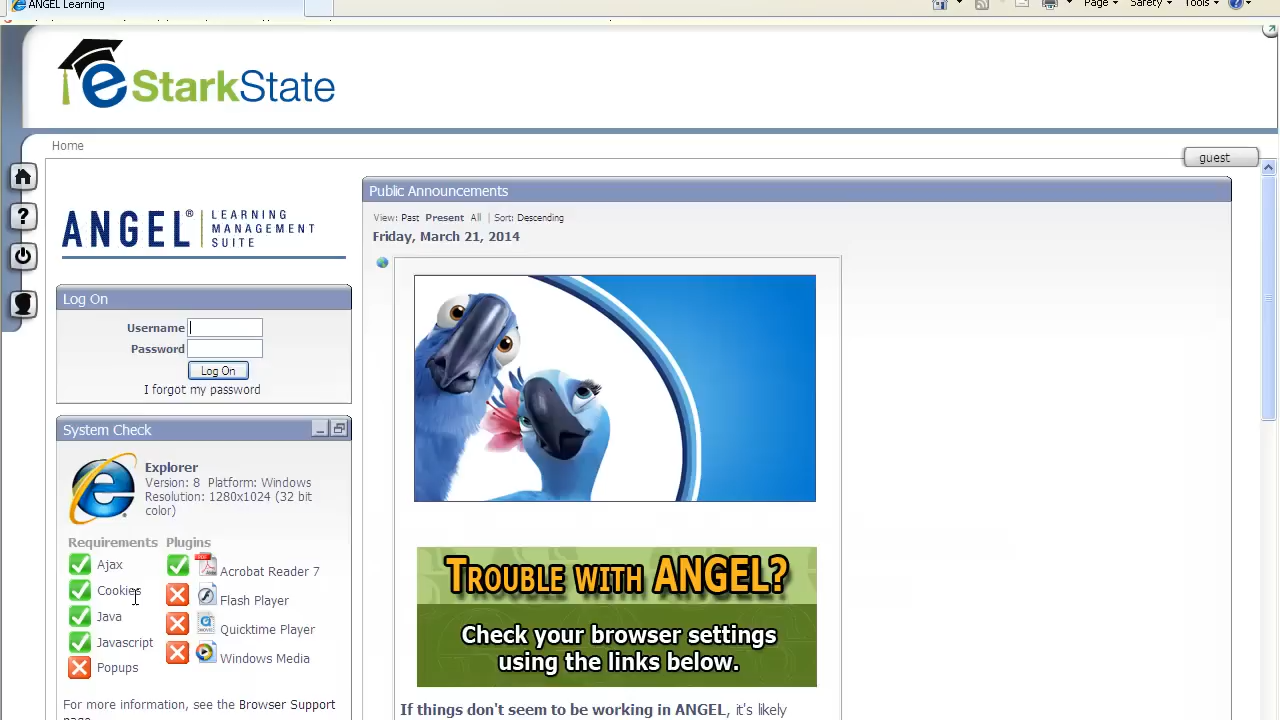 ANGEL Learning
Page
Safety
Tools
eStarkState
Home
guest
ANGEL® LEARNING
MANAGEMENT
SUITE
Log On
Username
Password
Log On
I forgot my password
System Check
Explorer
Version: 8 Platform: Windows
Resolution: 1280x1024 (32 bit
color)
Requirements
Ajax
Cookies
Java
Javascript
Popups
Plugins
Acrobat Reader 7
Flash Player
Quicktime Player
Windows Media
For more information, see the Browser Support
page.
Public Announcements
View: Past Present All | Sort: Descending
Friday, March 21, 2014
TROUBLE WITH ANGEL?
Check your browser settings
using the links below.
If things don't seem to be working in ANGEL, it's likely